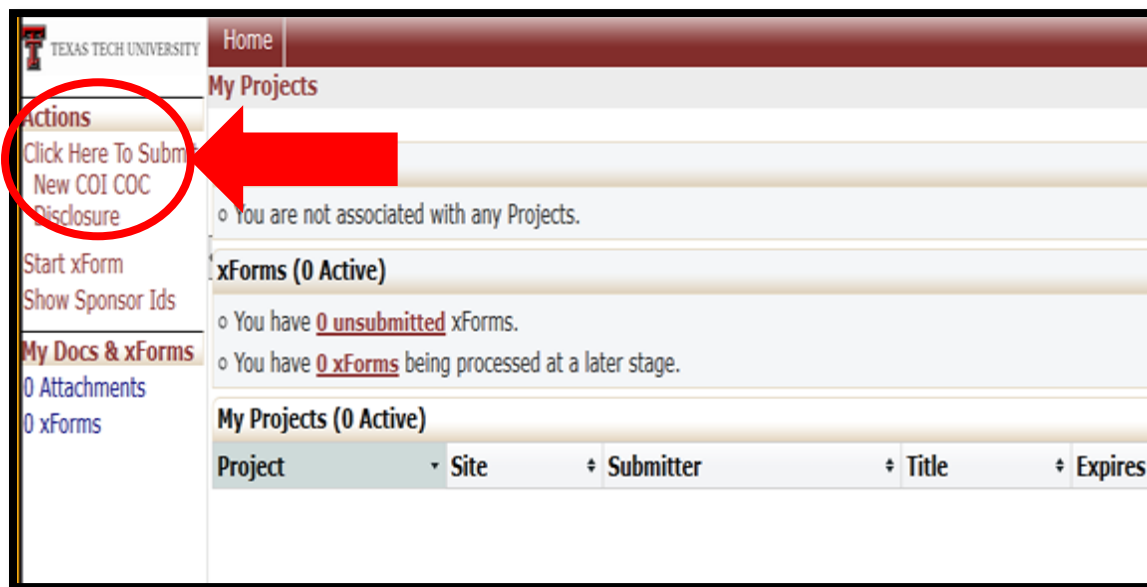 TEXAS TECH UNIVERSITY
Home
My Projects
Actions
Click Here To Submit
New COI COC
Disclosure
Start xForm
Show Sponsor Ids
My Docs & xForms
0 Attachments
0 xForms
○ You are not associated with any Projects.
xForms (0 Active)
○ You have 0 unsubmitted xForms.
○ You have 0 xForms being processed at a later stage.
My Projects (0 Active)
Project Site Submitter Title Expires